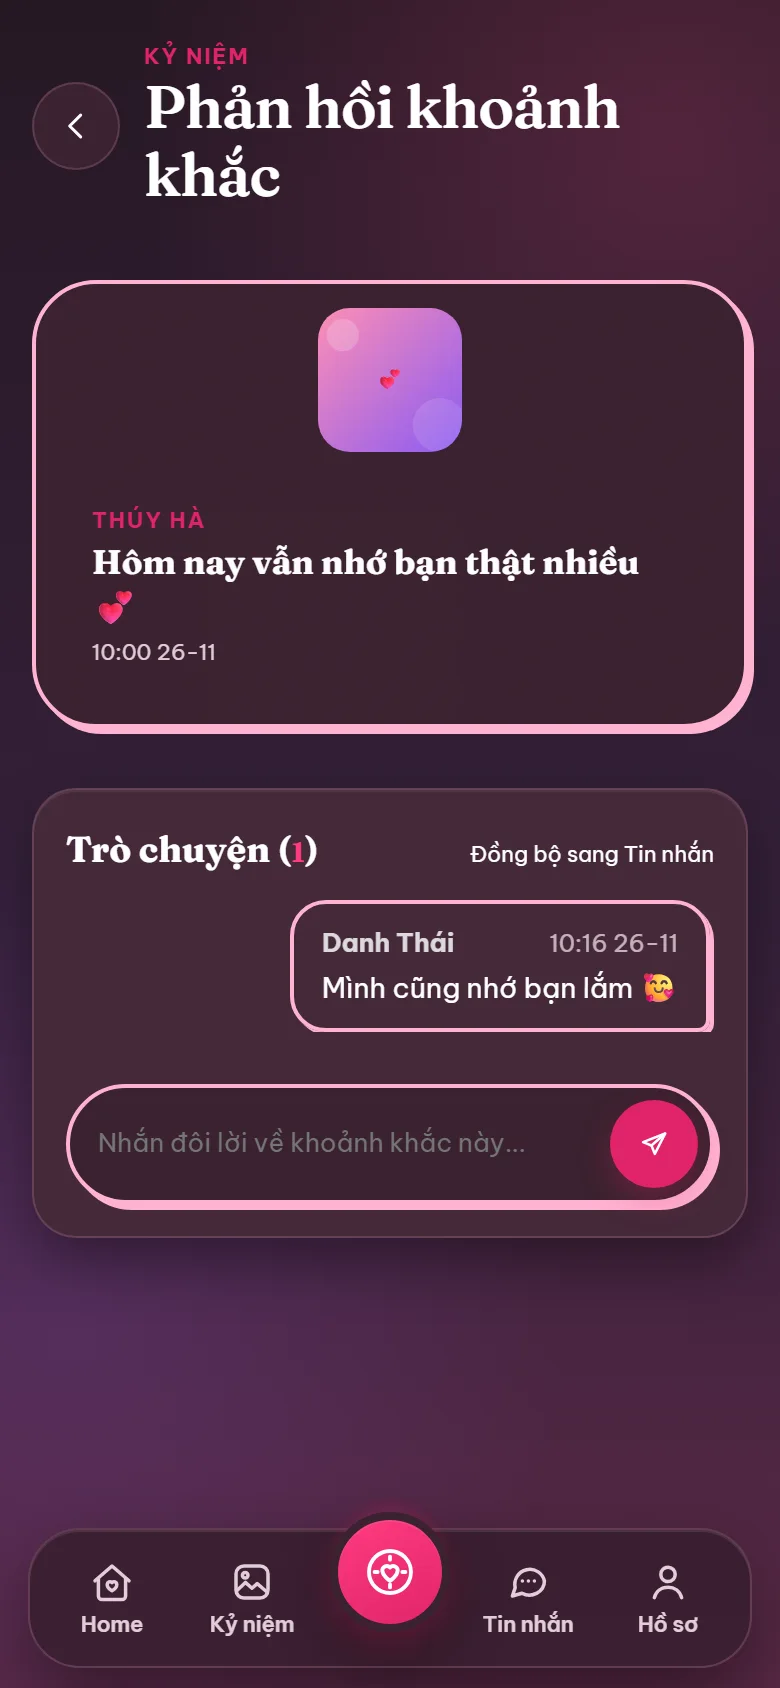 KỶ NIỆM
Phản hồi khoảnh
khắc
THÚY HÀ
Hôm nay vẫn nhớ bạn thật nhiều
💕
10:00 26-11
Trò chuyện (1)
Đồng bộ sang Tin nhắn
Danh Thái 10:16 26-11
Mình cũng nhớ bạn lắm 🥰
Nhắn đôi lời về khoảnh khắc này...
Home Kỷ niệm Tin nhắn Hồ sơ